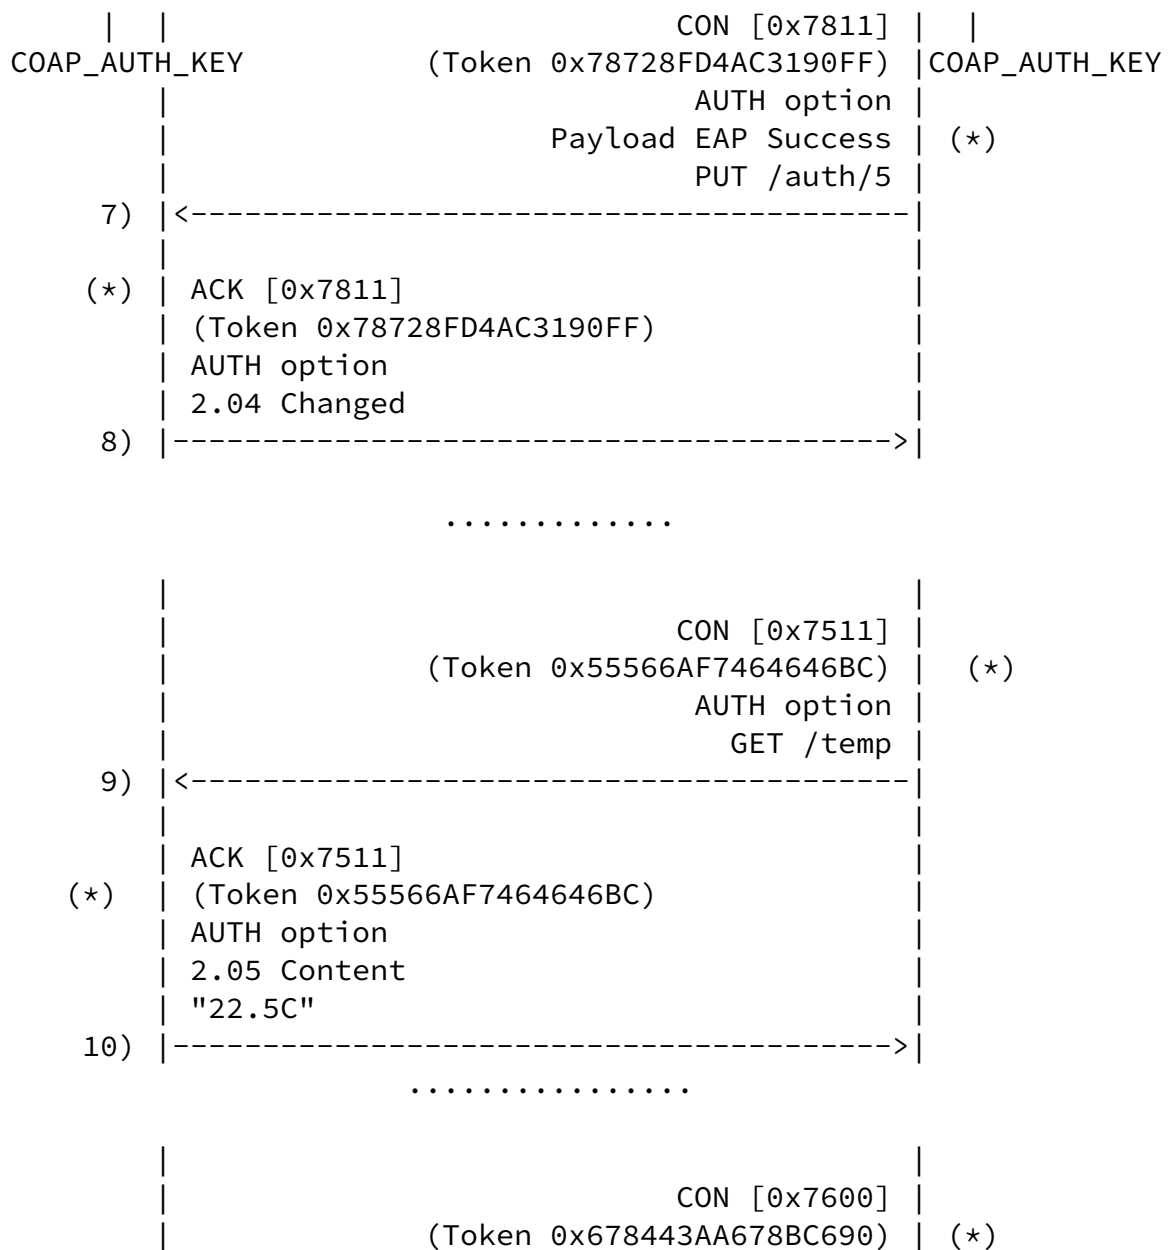 |  |                            CON [0x7811] |  |
COAP_AUTH_KEY          (Token 0x78728FD4AC3190FF) |COAP_AUTH_KEY
         |                             AUTH option |
         |                     Payload EAP Success | (*)
         |                             PUT /auth/5 |
     7)  |<----------------------------------------|
         |                                         |
    (*)  | ACK [0x7811]                            |
         | (Token 0x78728FD4AC3190FF)              |
         | AUTH option                             |
         | 2.04 Changed                            |
     8)  |---------------------------------------->|
                        .............
         |                                         |
         |                            CON [0x7511] |
         |              (Token 0x55566AF7464646BC) |  (*)
         |                             AUTH option |
         |                               GET /temp |
     9)  |<----------------------------------------|
         |                                         |
         | ACK [0x7511]                            |
   (*)   | (Token 0x55566AF7464646BC)              |
         | AUTH option                             |
         | 2.05 Content                            |
         | "22.5C"                                 |
    10)  |---------------------------------------->|
                      ................
         |                                         |
         |                            CON [0x7600] |
         |              (Token 0x678443AA678BC690) | (*)